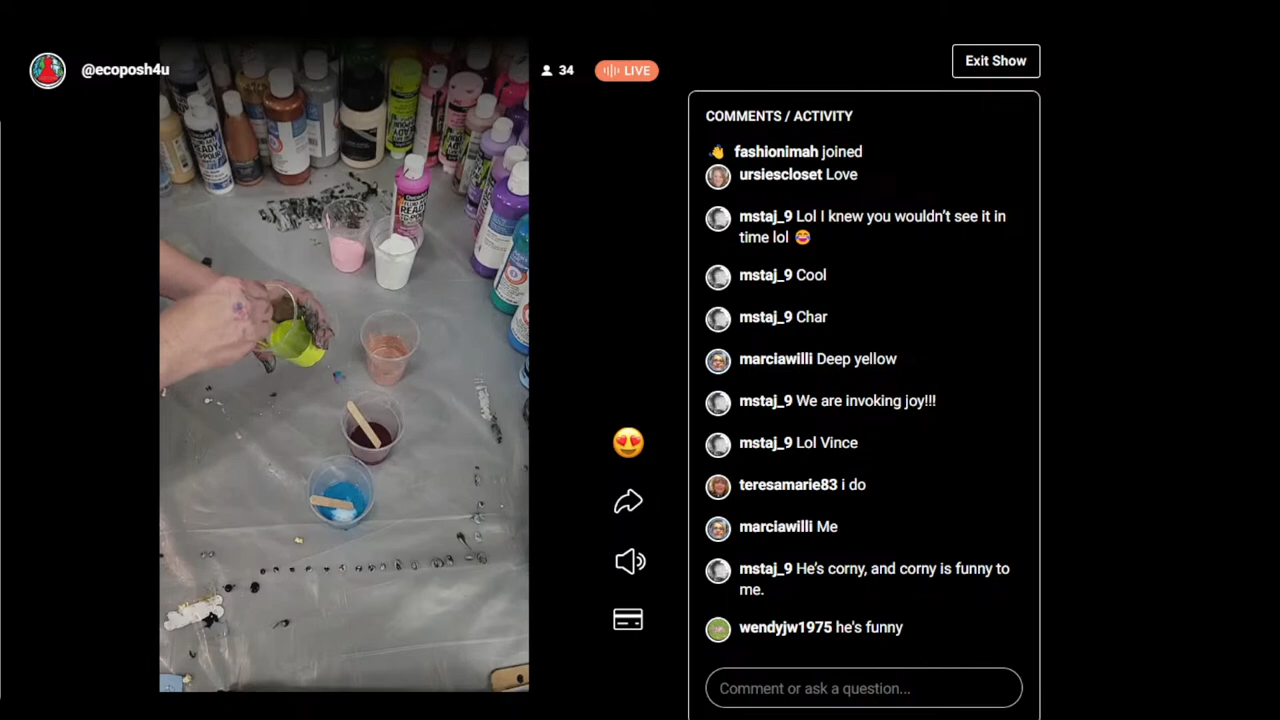 @ecoposh4u
34
LIVE
Exit Show
COMMENTS / ACTIVITY
👋 fashionimah joined
ursiescloset Love
mstaj_9 Lol I knew you wouldn't see it in
time lol 😂
mstaj_9 Cool
mstaj_9 Char
marciawilli Deep yellow
mstaj_9 We are invoking joy!!!
mstaj_9 Lol Vince
teresamarie83 i do
marciawilli Me
mstaj_9 He's corny, and corny is funny to
me.
wendyjw1975 he's funny
Comment or ask a question...
READY